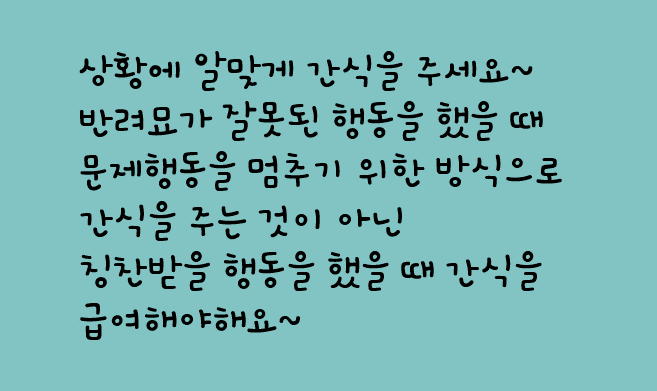 상황에 알맞게 간식을 주세요~
반려묘가 잘못된 행동을 했을 때
문제행동을 멈추기 위한 방식으로
간식을 주는 것이 아닌
칭찬받을 행동을 했을 때 간식을
급여해야해요~